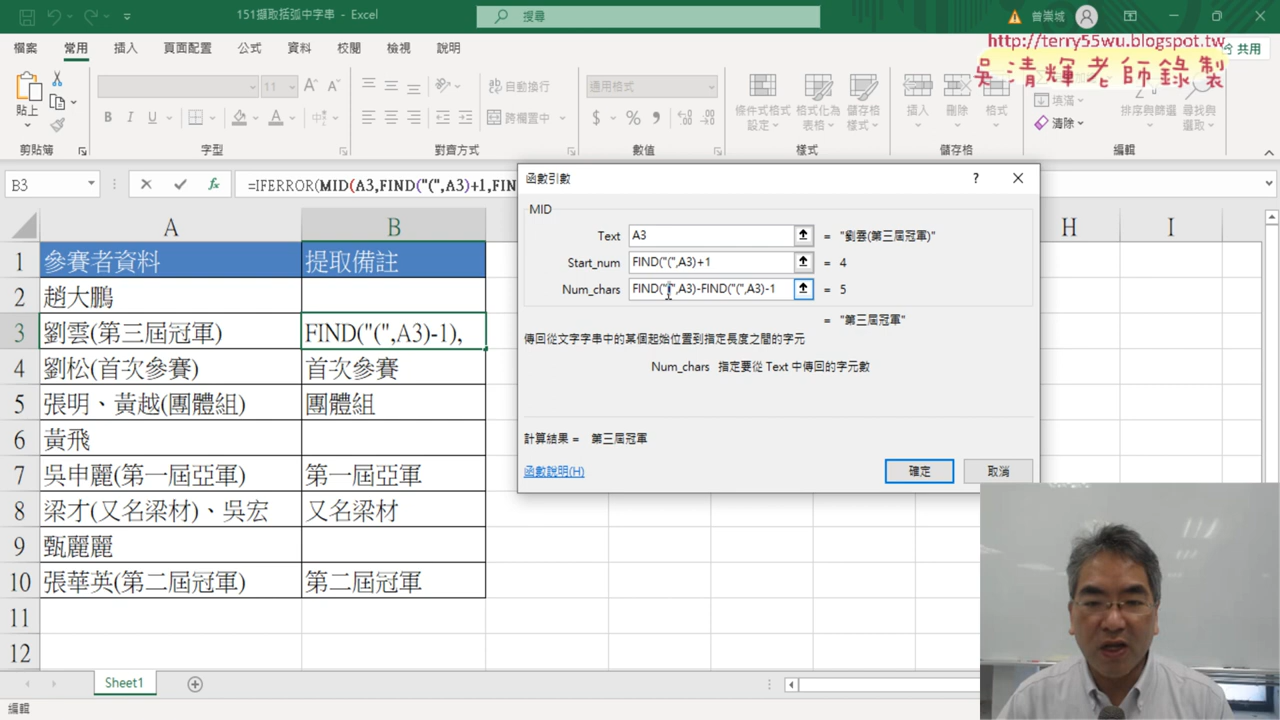 151擷取括弧中字串 - Excel
搜尋
曾崇城
http://terry55wu.blogspot.tw
吳清輝老師錄製
檔案 常用 插入 頁面配置 公式 資料 校閱 檢視 說明
共用
貼上
11
自動換行
跨欄置中
通用格式
條件式格式設定
格式化為表格
儲存格樣式
插入 刪除 格式
填滿
清除
排序與篩選
尋找與選取
剪貼簿 字型 對齊方式 數值 樣式 儲存格 編輯
B3
=IFERROR(MID(A3,FIND("(",A3)+1,FIN
A B H I
1 參賽者資料 提取備註
2 趙大鵬
3 劉雲(第三屆冠軍) FIND("(",A3)-1),
4 劉松(首次參賽) 首次參賽
5 張明、黃越(團體組) 團體組
6 黃飛
7 吳申麗(第一屆亞軍) 第一屆亞軍
8 梁才(又名梁材)、吳宏 又名梁材
9 甄麗麗
10 張華英(第二屆冠軍) 第二屆冠軍
11
12
函數引數
MID
Text A3 = "劉雲(第三屆冠軍)"
Start_num FIND("(",A3)+1 = 4
Num_chars FIND(")",A3)-FIND("(",A3)-1 = 5
= "第三屆冠軍"
傳回從文字字串中的某個起始位置到指定長度之間的字元
Num_chars 指定要從 Text 中傳回的字元數
計算結果 = 第三屆冠軍
函數說明(H)
確定 取消
Sheet1
編輯